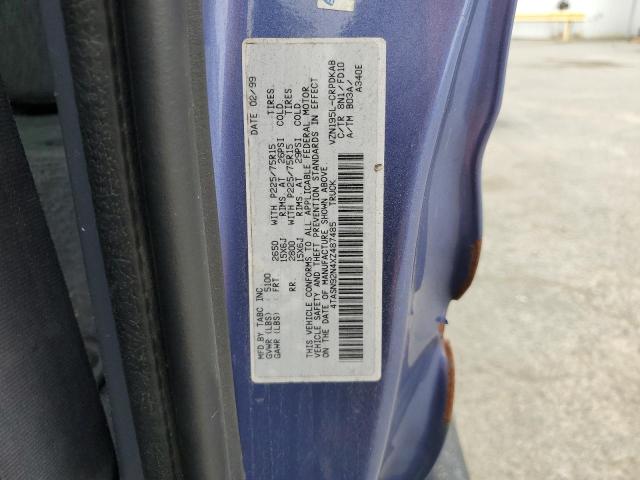 MFD. BY TABC INC DATE 02/99
GVWR (LBS) 5100
GAWR (LBS) FRT 2650 WITH P225/75R15 TIRES,
15X6J RIMS, AT 26PSI COLD.
RR 2800 WITH P225/75R15 TIRES,
15X6J RIMS, AT 29PSI COLD.
THIS VEHICLE CONFORMS TO ALL APPLICABLE FEDERAL MOTOR
VEHICLE SAFETY AND THEFT PREVENTION STANDARDS IN EFFECT
ON THE DATE OF MANUFACTURE SHOWN ABOVE.
4TASN92N4XZ487485 TRUCK
VZN195L-CRPDKAB
C/TR 8N1/FD10
A/TM B03A/
A340E